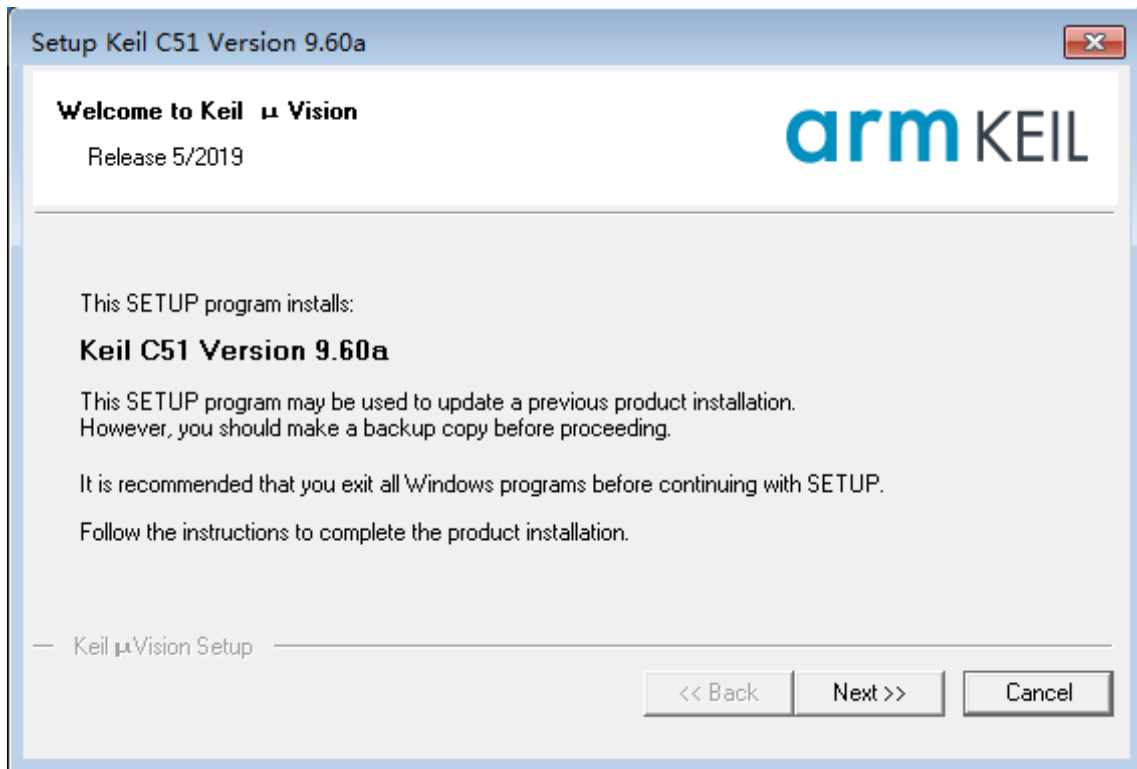 Setup Keil C51 Version 9.60a
Welcome to Keil μ Vision
Release 5/2019
arm KEIL
This SETUP program installs:
Keil C51 Version 9.60a
This SETUP program may be used to update a previous product installation.
However, you should make a backup copy before proceeding.
It is recommended that you exit all Windows programs before continuing with SETUP.
Follow the instructions to complete the product installation.
Keil μVision Setup
<< Back
Next >>
Cancel